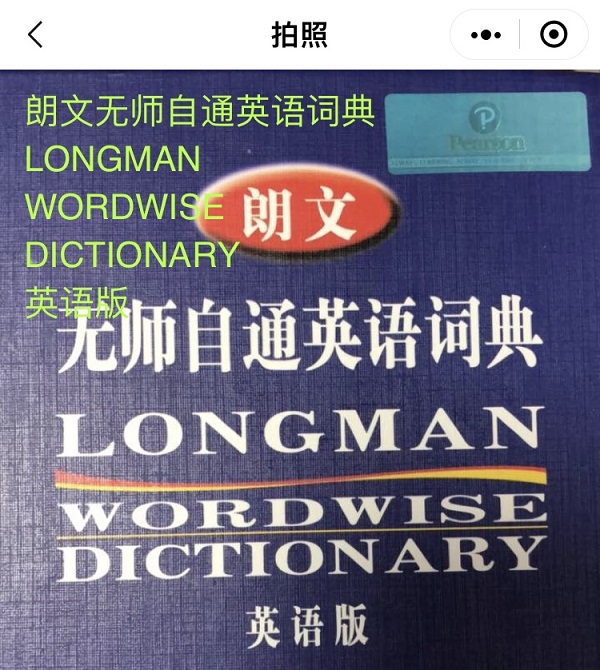 拍照
朗文无师自通英语词典
LONGMAN
WORDWISE
DICTIONARY
英语版
Pearson
朗文
无师自通英语词典
LONGMAN
WORDWISE
DICTIONARY
英语版